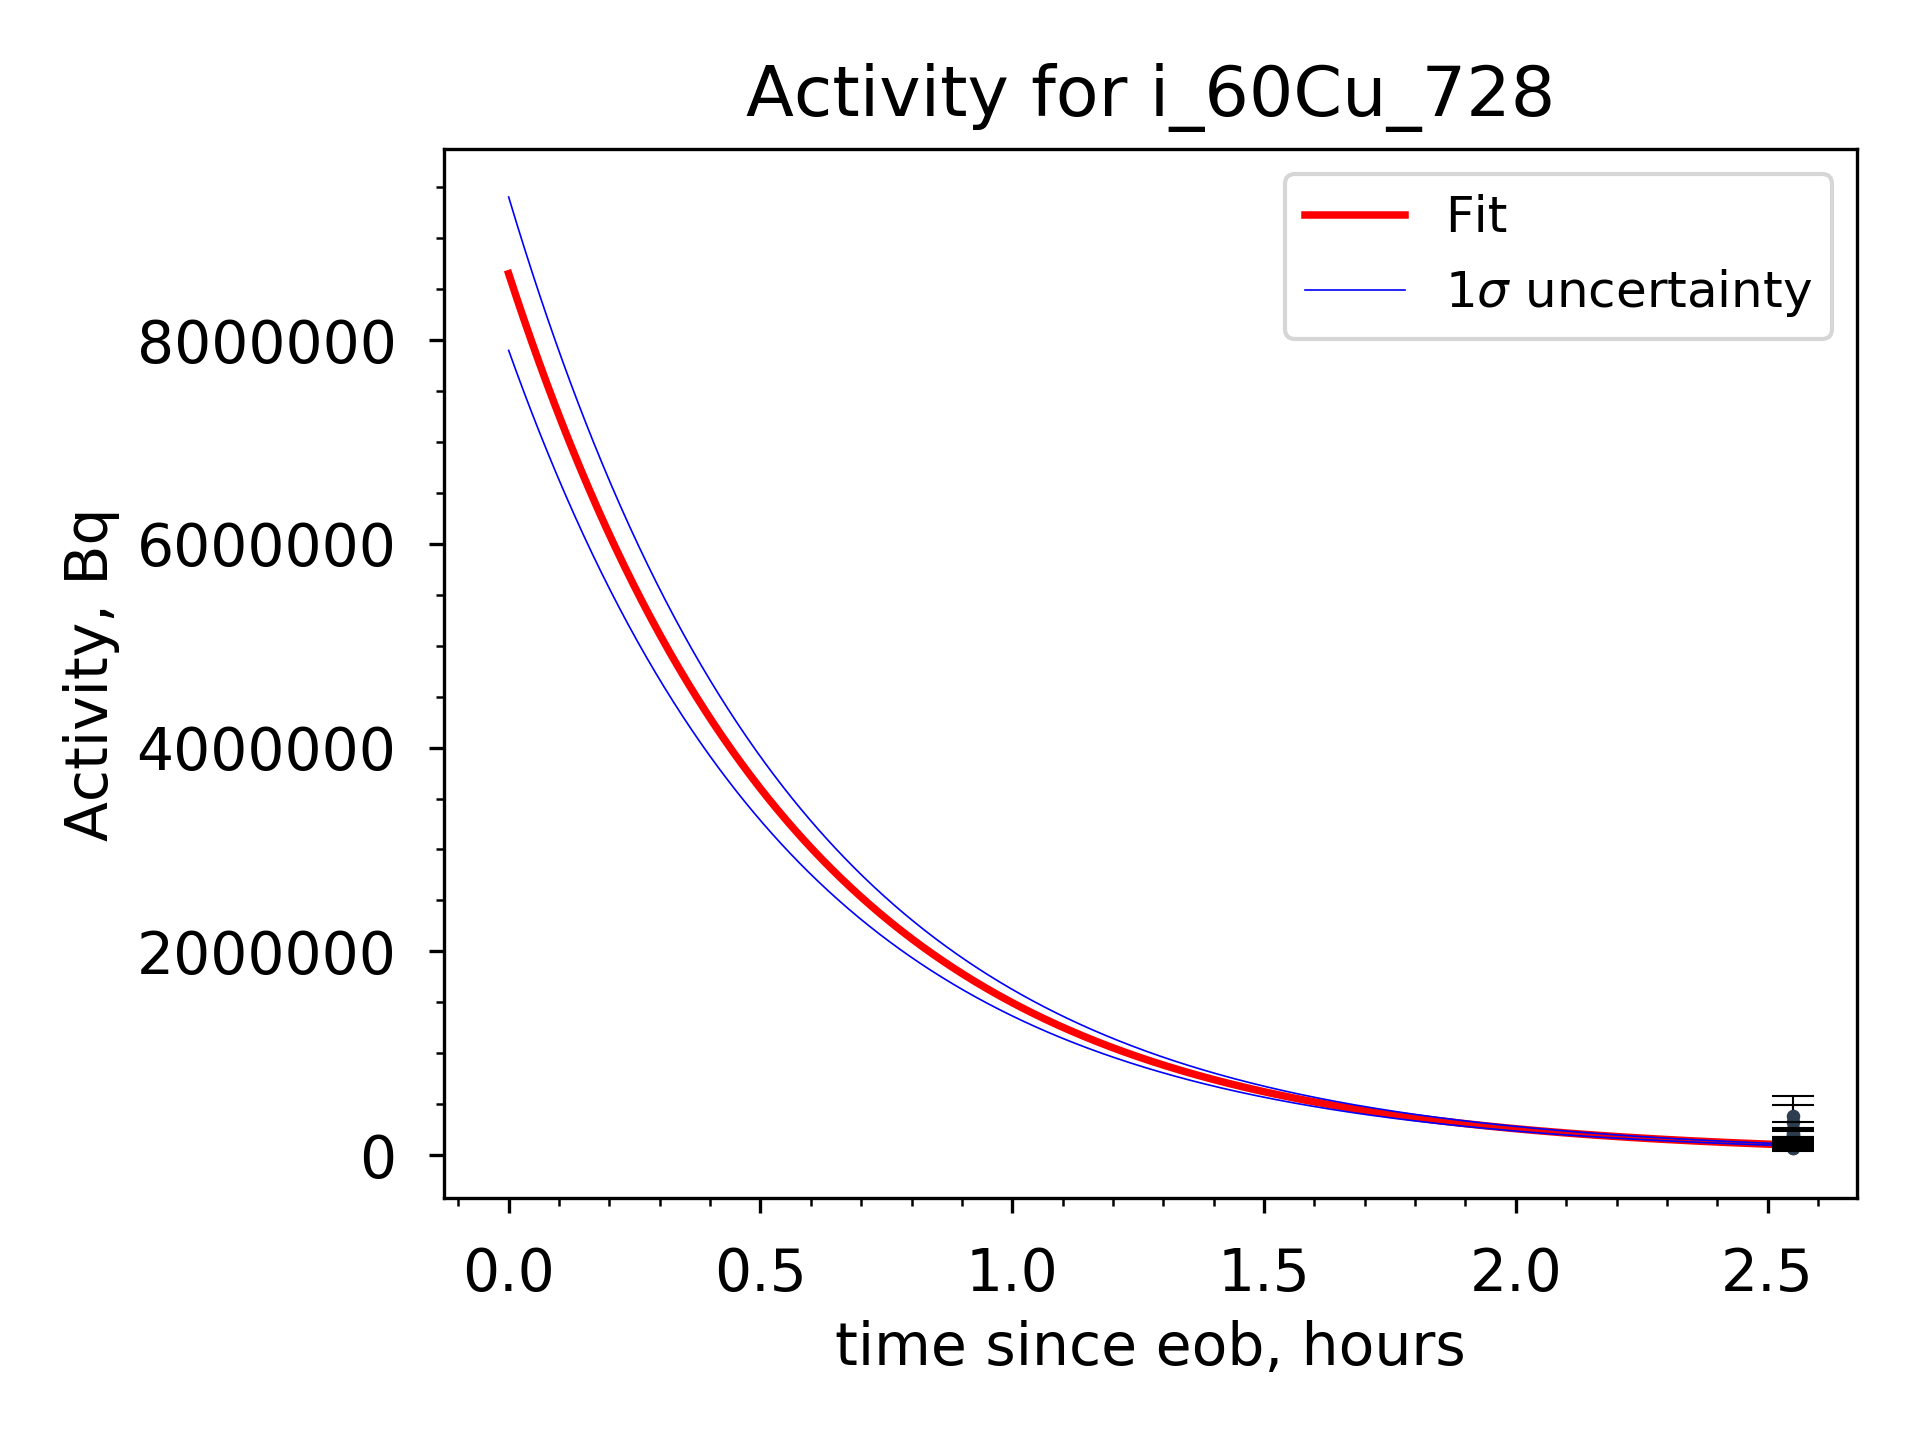 Activity for i_60Cu_728
Fit
1σ uncertainty
Activity, Bq
8000000
6000000
4000000
2000000
0
0.0 0.5 1.0 1.5 2.0 2.5
time since eob, hours